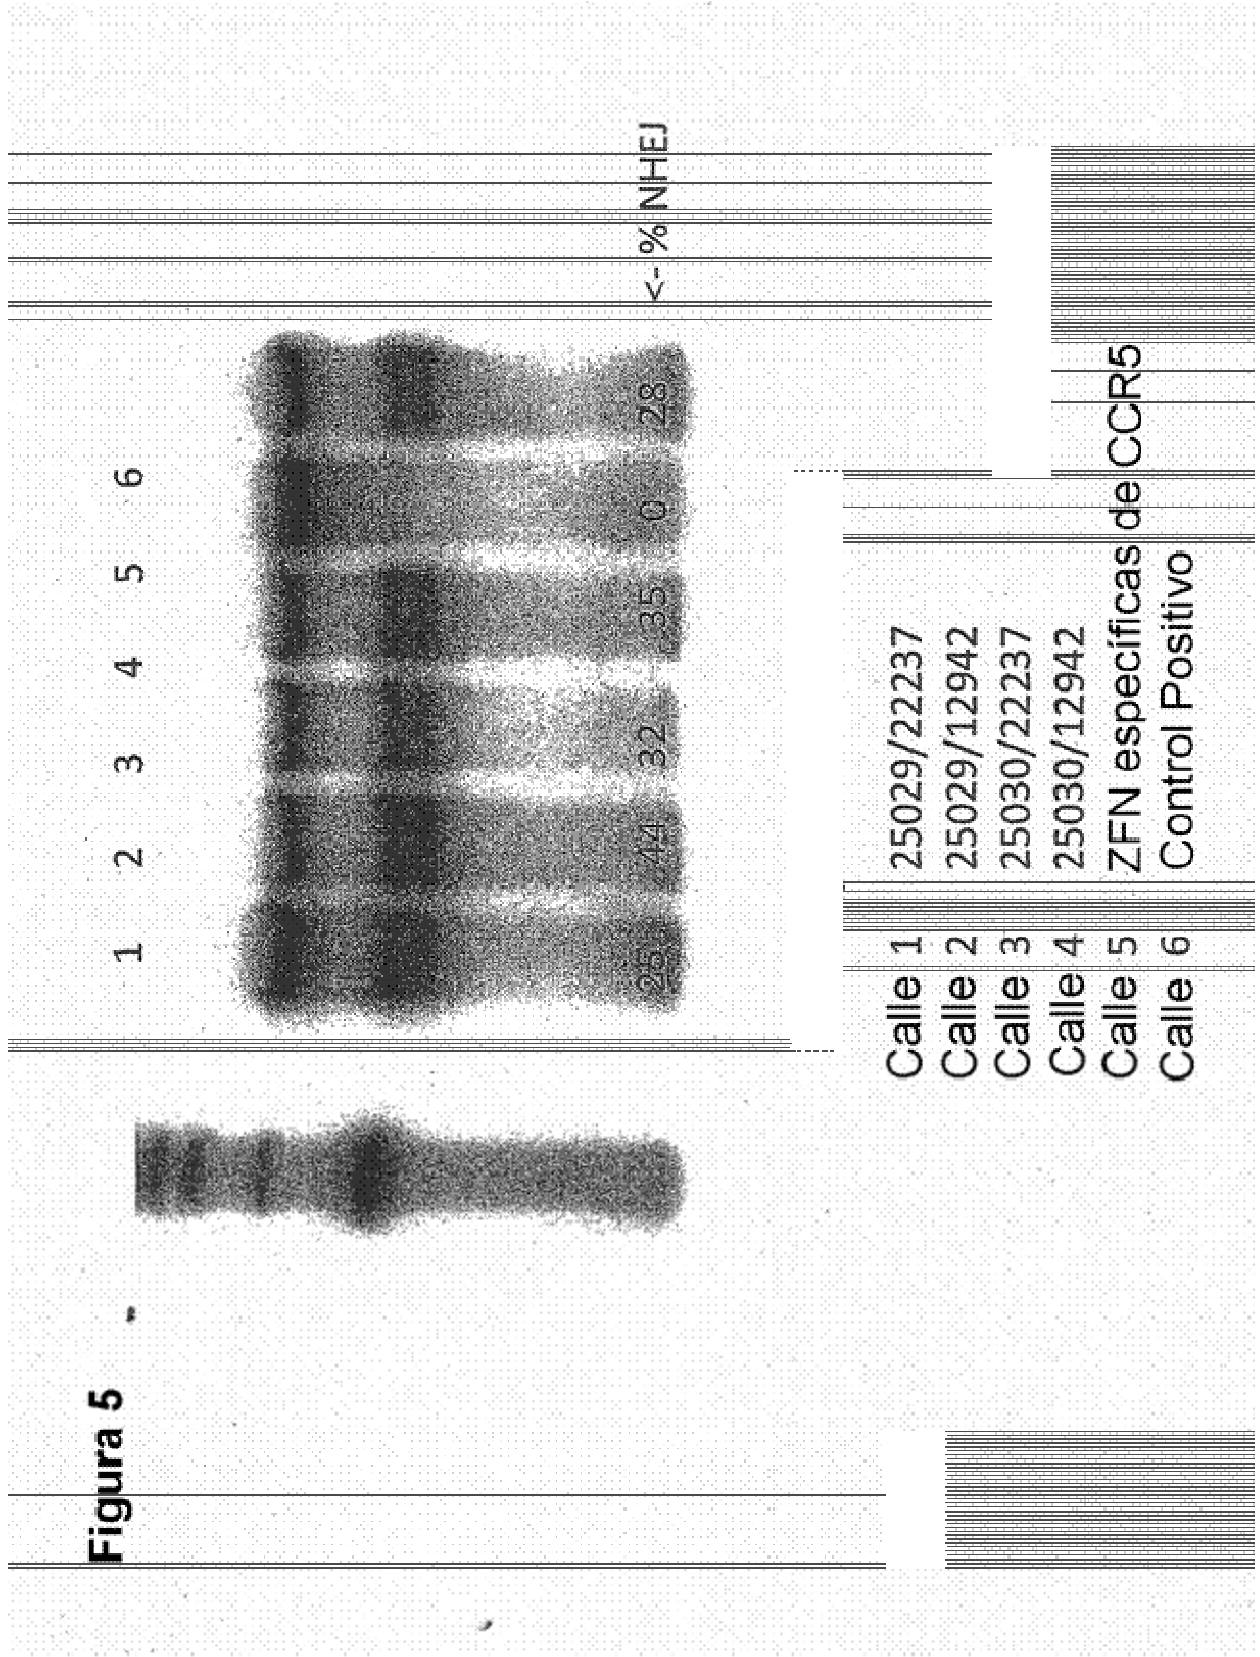 Figura 5
1 2 3 4 5 6
25 44 32 35 0 28 <- % NHEJ
Calle 1 25029/22237
Calle 2 25029/12942
Calle 3 25030/22237
Calle 4 25030/12942
Calle 5 ZFN específicas de CCR5
Calle 6 Control Positivo